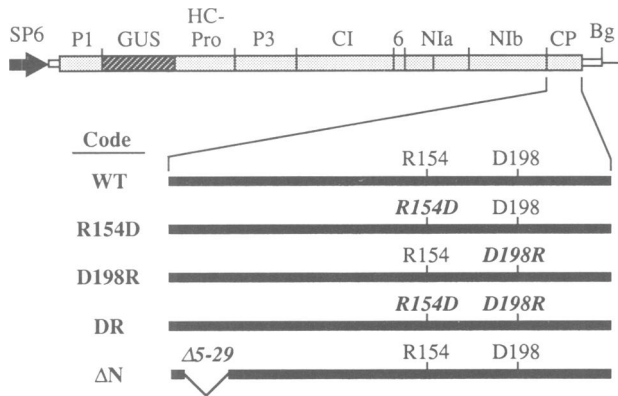 HC-
SP6 P1 GUS Pro P3 CI 6 NIa NIb CP Bg
Code
R154 D198
WT
R154D D198
R154D
R154 D198R
D198R
R154D D198R
DR
Δ5-29 R154 D198
ΔN